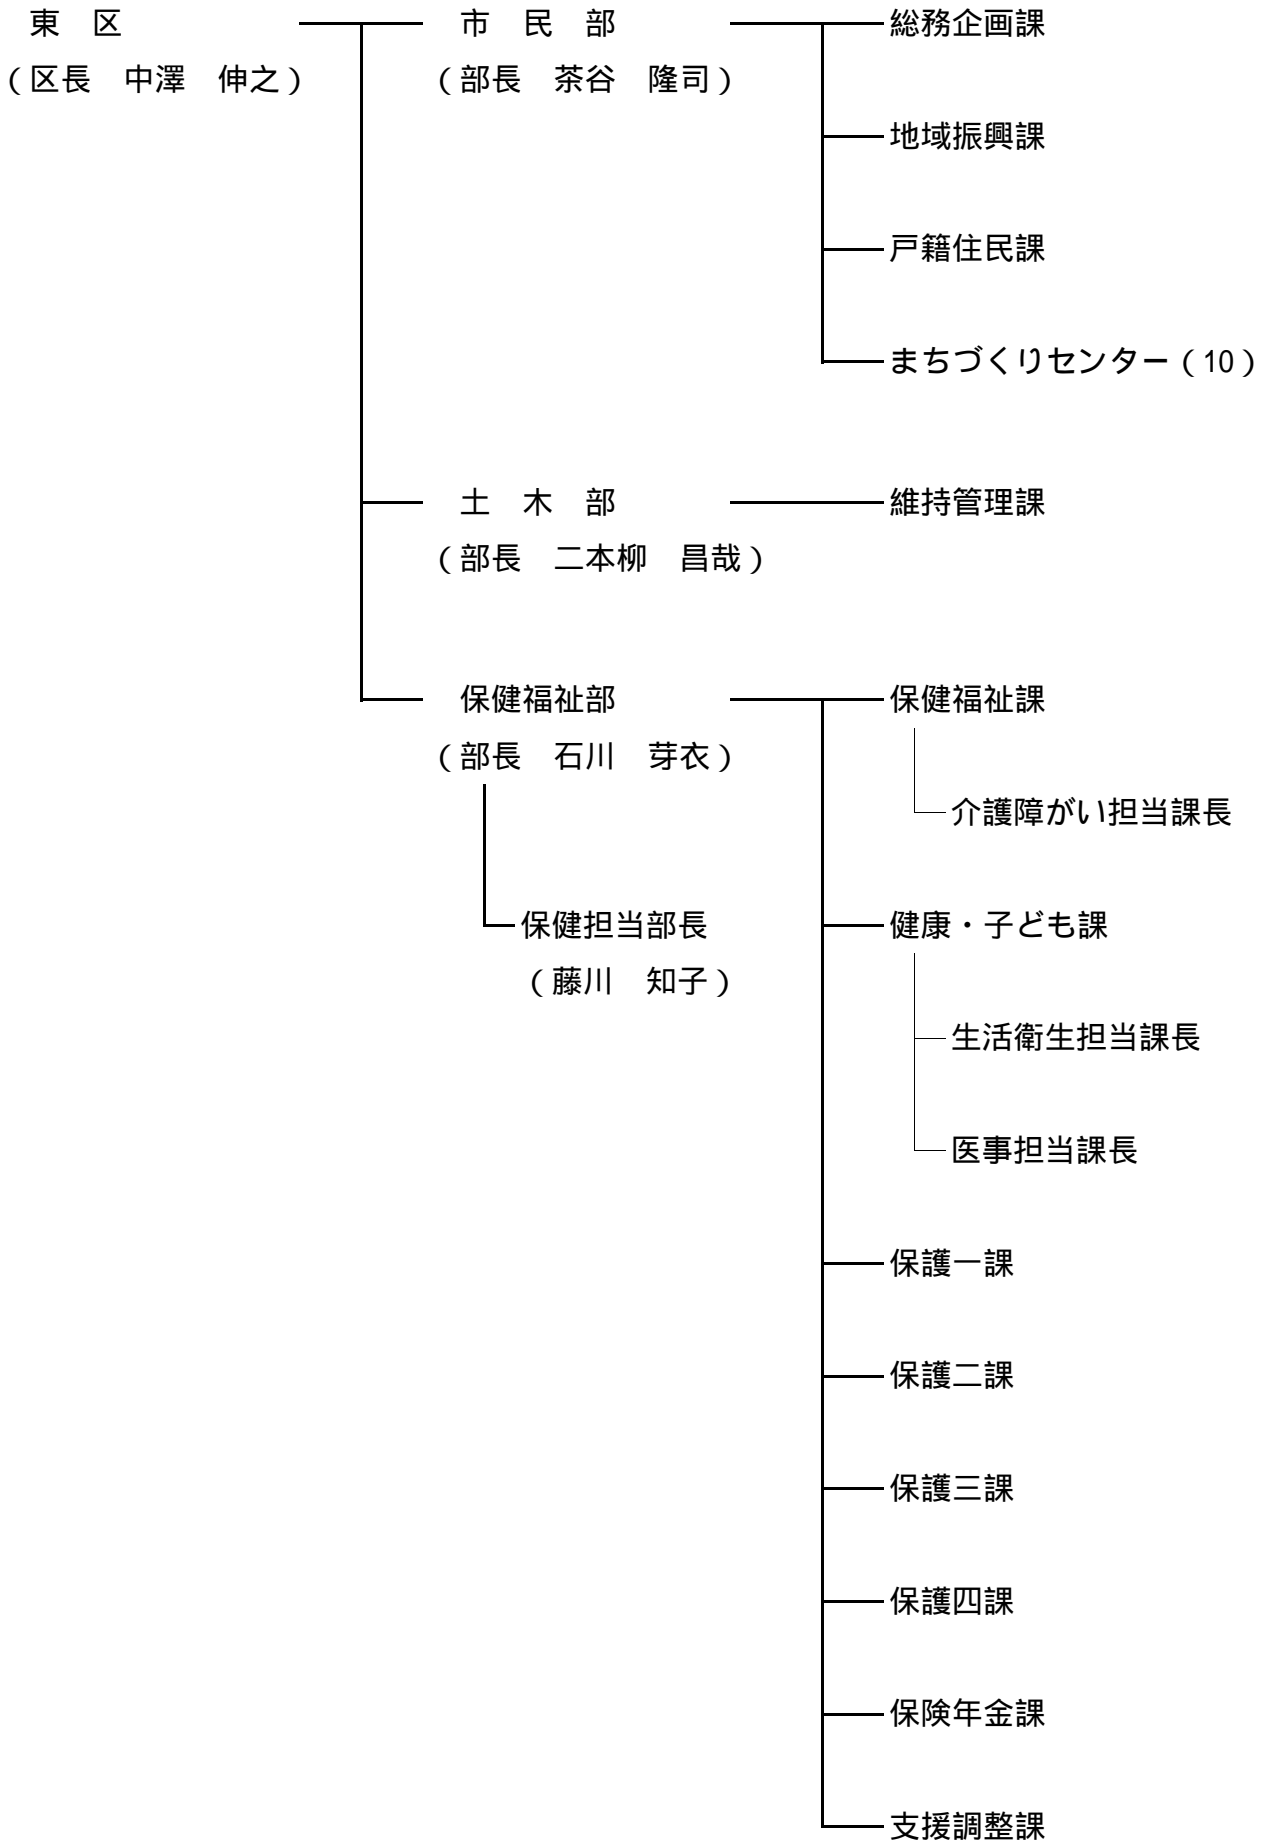 東　区　市　民　部　総務企画課
（区長　中澤　伸之）　（部長　茶谷　隆司）
地域振興課
戸籍住民課
まちづくりセンター（10）
土　木　部　維持管理課
（部長　二本柳　昌哉）
保健福祉部　保健福祉課
（部長　石川　芽衣）
介護障がい担当課長
保健担当部長　健康・子ども課
（藤川　知子）
生活衛生担当課長
医事担当課長
保護一課
保護二課
保護三課
保護四課
保険年金課
支援調整課